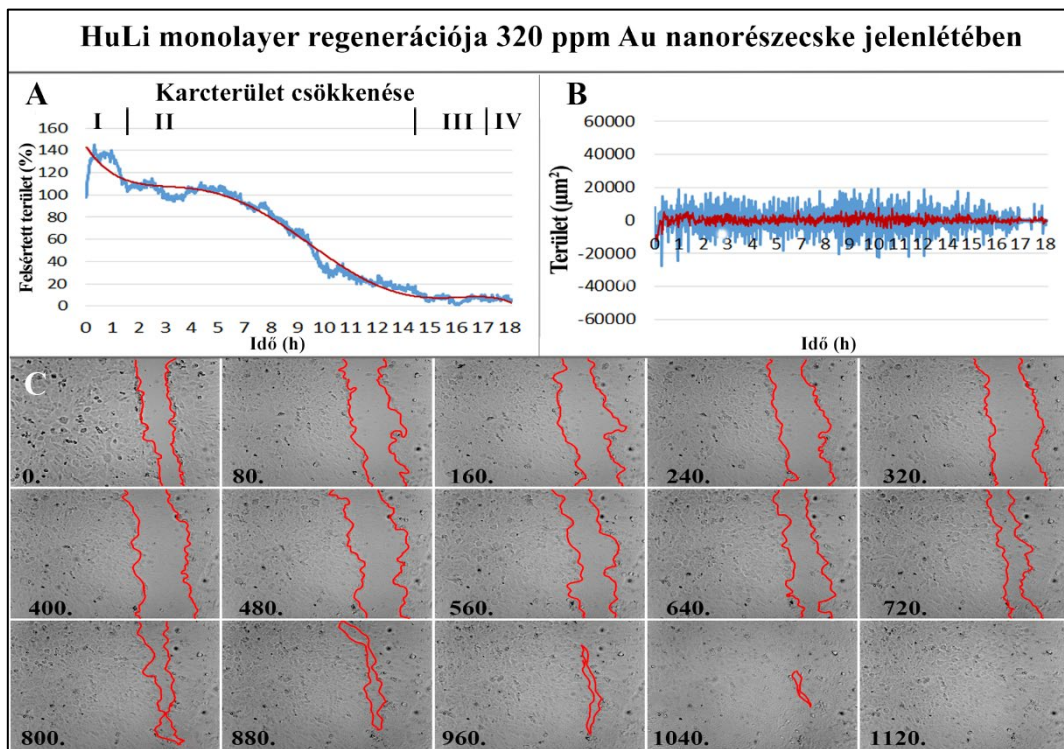 HuLi monolayer regenerációja 320 ppm Au nanorészecske jelenlétében
A
Karcterület csökkenése
I | II | III | IV
Felsértett terület (%)
160
140
120
100
80
60
40
20
0
0 1 2 3 4 5 7 8 9 10 11 12 13 15 16 17 18
Idő (h)
B
Terület (µm²)
60000
40000
20000
0
-20000
-40000
-60000
0 1 2 3 4 5 7 8 9 10 11 12 13 15 16 17 18
Idő (h)
C
0. 80. 160. 240. 320.
400. 480. 560. 640. 720.
800. 880. 960. 1040. 1120.